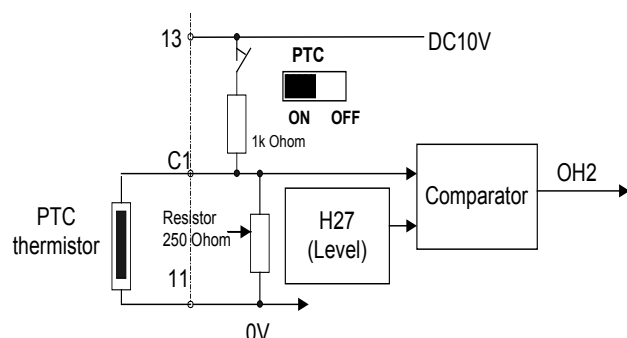 13
DC10V
PTC
ON OFF
1k Ohom
C1
PTC
thermistor
Resistor
250 Ohom
H27
(Level)
Comparator
OH2
11
0V